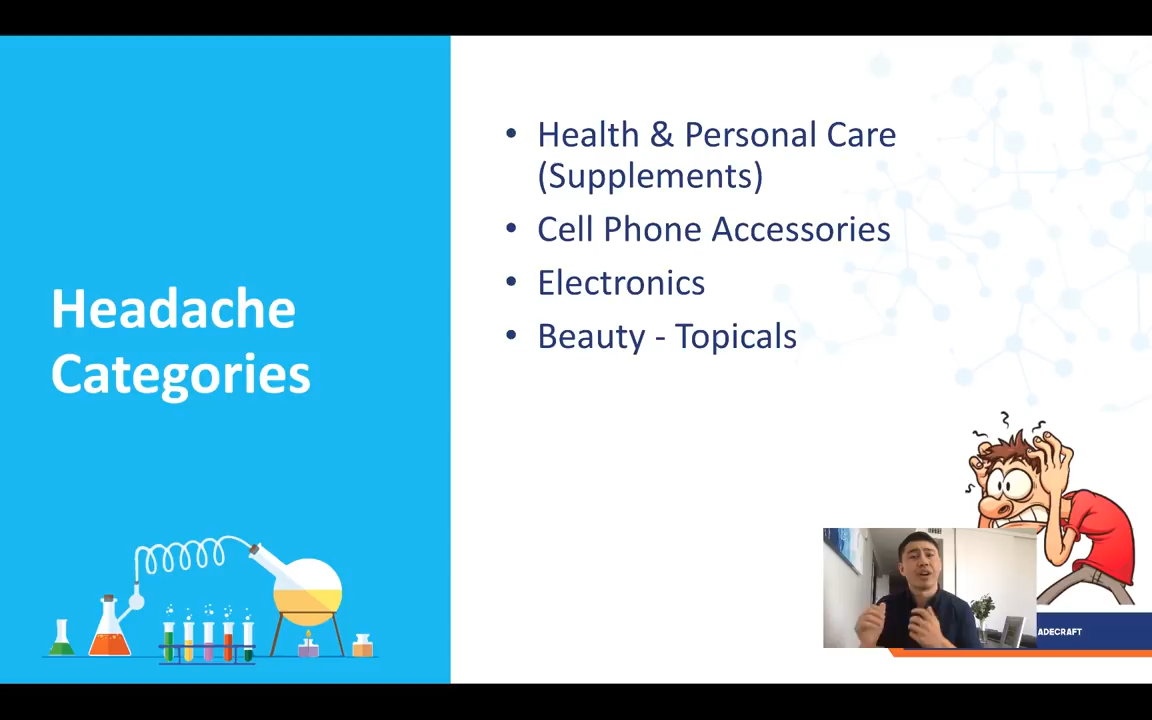 Headache
Categories
• Health & Personal Care
(Supplements)
• Cell Phone Accessories
• Electronics
• Beauty - Topicals
ADECRAFT